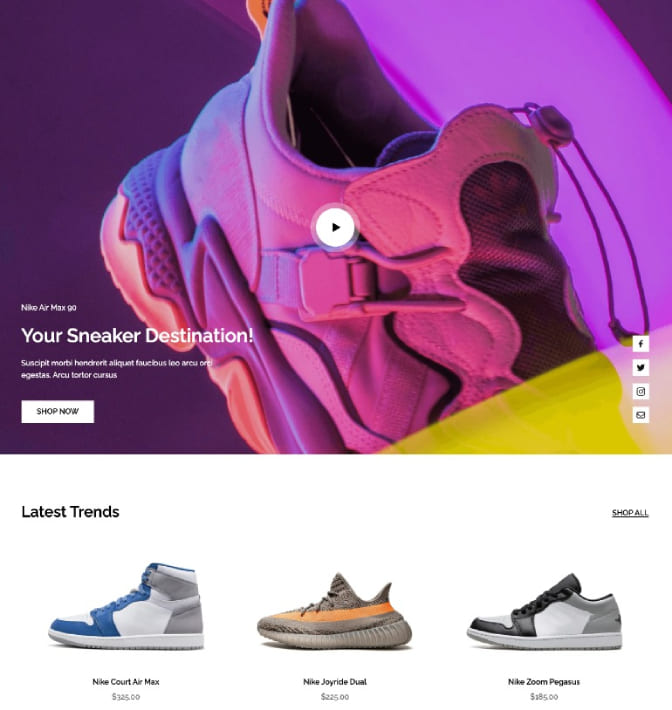 Nike Air Max 90
Your Sneaker Destination!
Suscipit morbi hendrerit aliquet faucibus leo arcu orci
egestas. Arcu tortor cursus
SHOP NOW
Latest Trends
SHOP ALL
Nike Court Air Max
Nike Joyride Dual
Nike Zoom Pegasus
$325.00
$225.00
$185.00